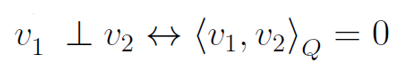 v₁ ⊥ v₂ ↔ ⟨v₁, v₂⟩_Q = 0